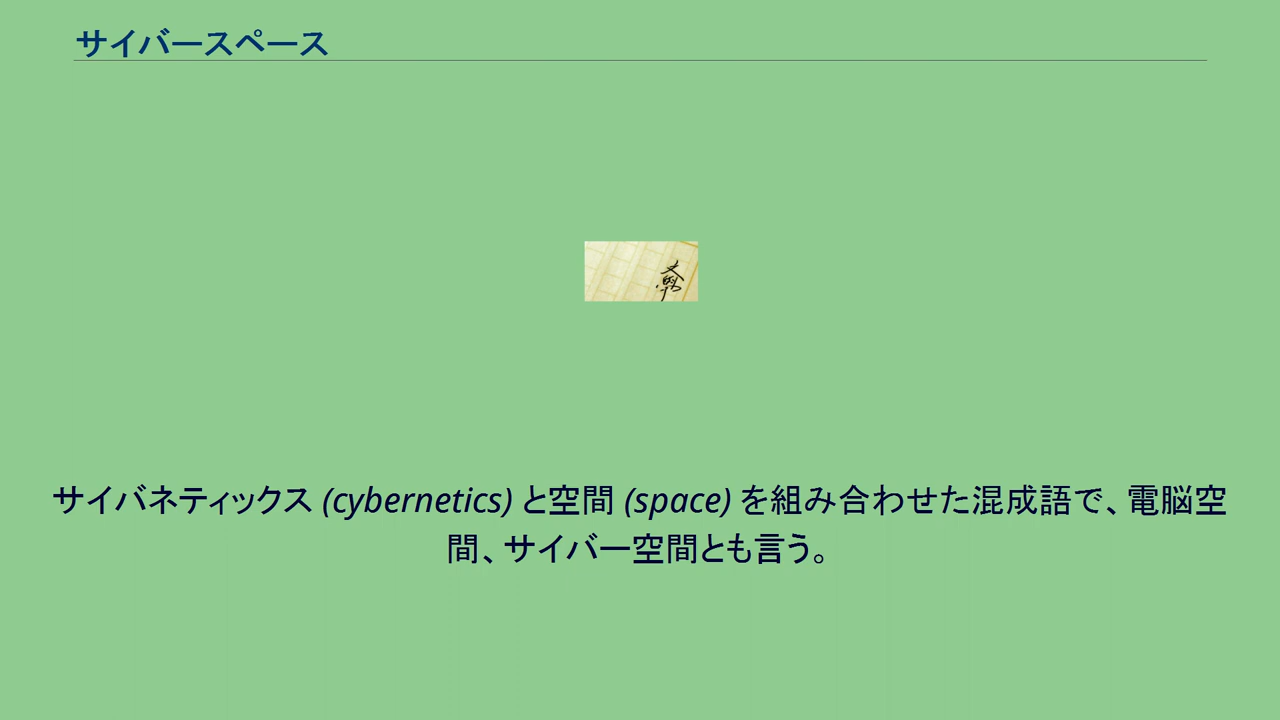 サイバースペース
サイバネティックス (cybernetics) と空間 (space) を組み合わせた混成語で、電脳空
間、サイバー空間とも言う。